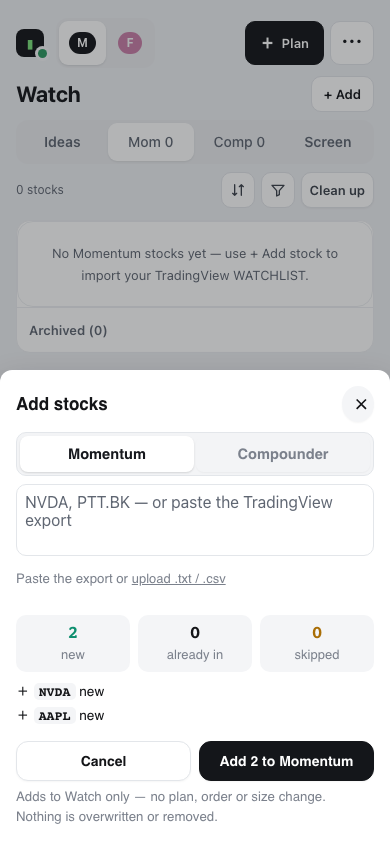 M
F
+ Plan
...
Watch
+ Add
Ideas
Mom 0
Comp 0
Screen
0 stocks
Clean up
No Momentum stocks yet — use + Add stock to
import your TradingView WATCHLIST.
Archived (0)
Add stocks
Momentum
Compounder
NVDA, PTT.BK — or paste the TradingView
export
Paste the export or upload .txt / .csv
2
new
0
already in
0
skipped
+ NVDA new
+ AAPL new
Cancel
Add 2 to Momentum
Adds to Watch only — no plan, order or size change.
Nothing is overwritten or removed.